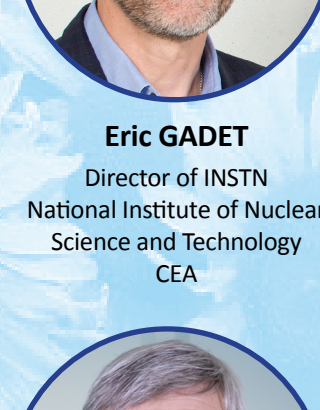 Eric GADET
Director of INSTN
National Institute of Nuclear
Science and Technology
CEA